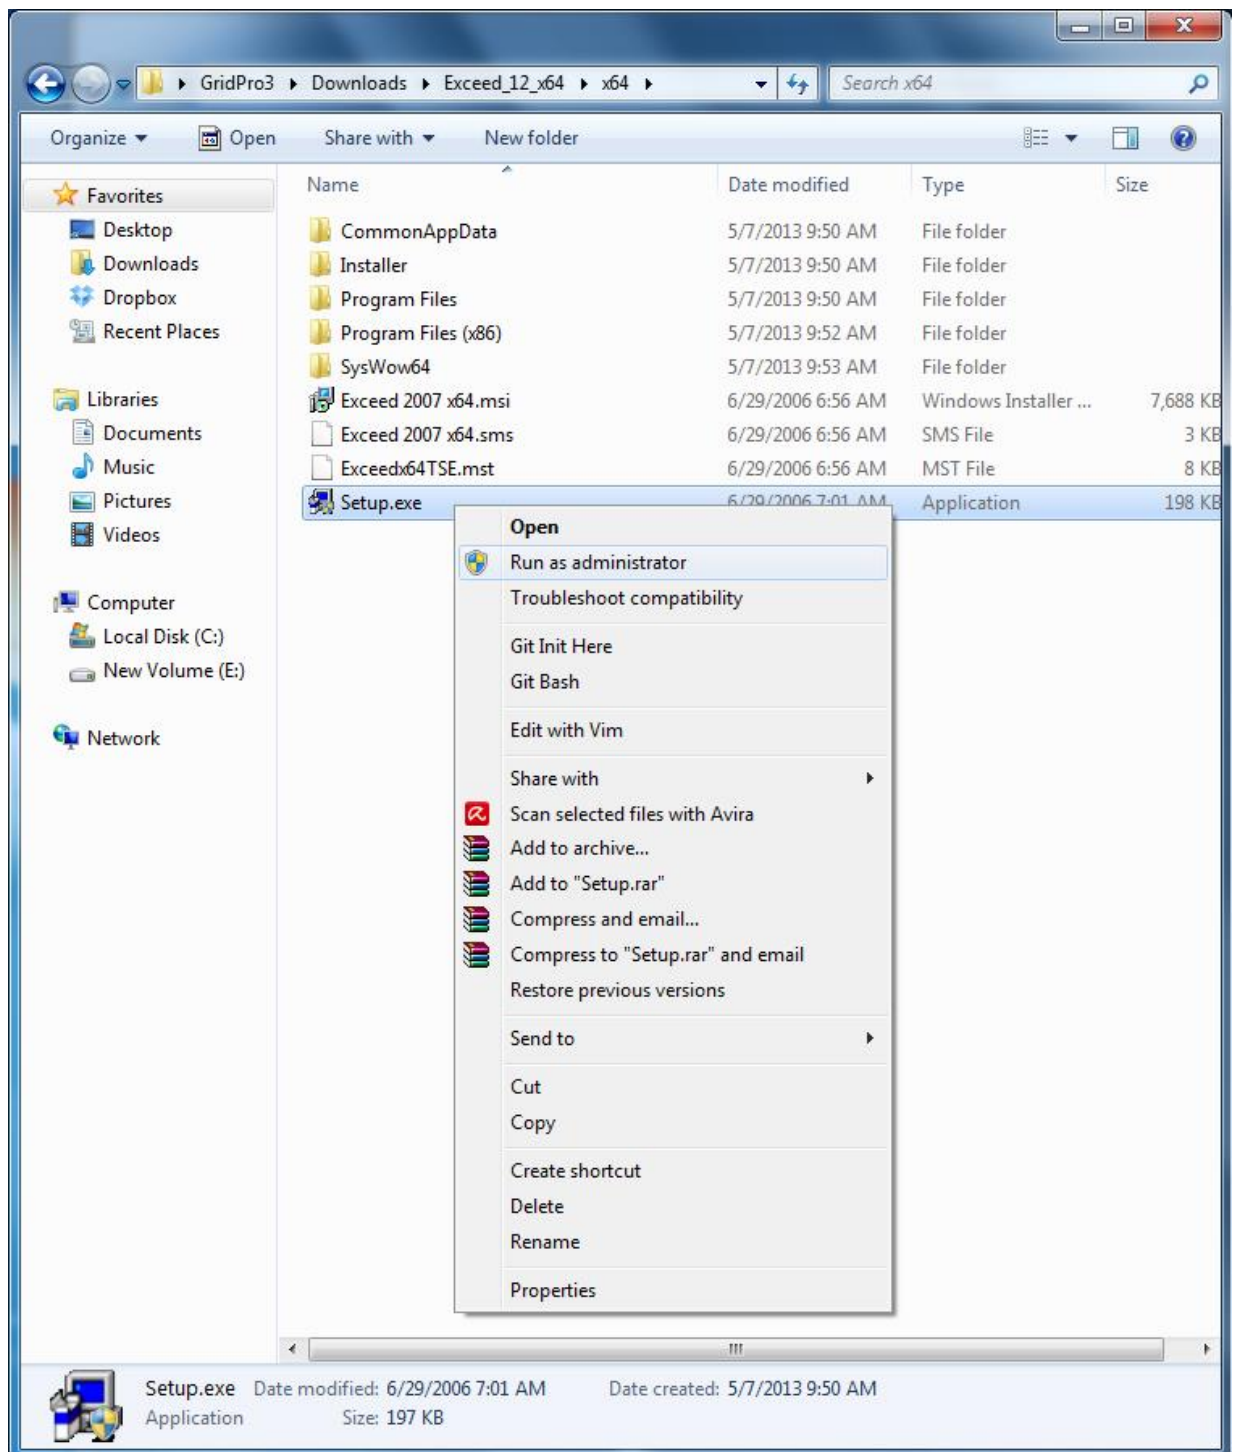 GridPro3 Downloads Exceed_12_x64 x64 Search x64
Organize Open Share with New folder
Favorites
Desktop
Downloads
Dropbox
Recent Places
Libraries
Documents
Music
Pictures
Videos
Computer
Local Disk (C:)
New Volume (E:)
Network
Name Date modified Type Size
CommonAppData 5/7/2013 9:50 AM File folder
Installer 5/7/2013 9:50 AM File folder
Program Files 5/7/2013 9:50 AM File folder
Program Files (x86) 5/7/2013 9:52 AM File folder
SysWow64 5/7/2013 9:53 AM File folder
Exceed 2007 x64.msi 6/29/2006 6:56 AM Windows Installer ... 7,688 KB
Exceed 2007 x64.sms 6/29/2006 6:56 AM SMS File 3 KB
Exceedx64TSE.mst 6/29/2006 6:56 AM MST File 8 KB
Setup.exe 6/29/2006 7:01 AM Application 198 KB
Open
Run as administrator
Troubleshoot compatibility
Git Init Here
Git Bash
Edit with Vim
Share with
Scan selected files with Avira
Add to archive...
Add to "Setup.rar"
Compress and email...
Compress to "Setup.rar" and email
Restore previous versions
Send to
Cut
Copy
Create shortcut
Delete
Rename
Properties
Setup.exe Date modified: 6/29/2006 7:01 AM Date created: 5/7/2013 9:50 AM
Application Size: 197 KB